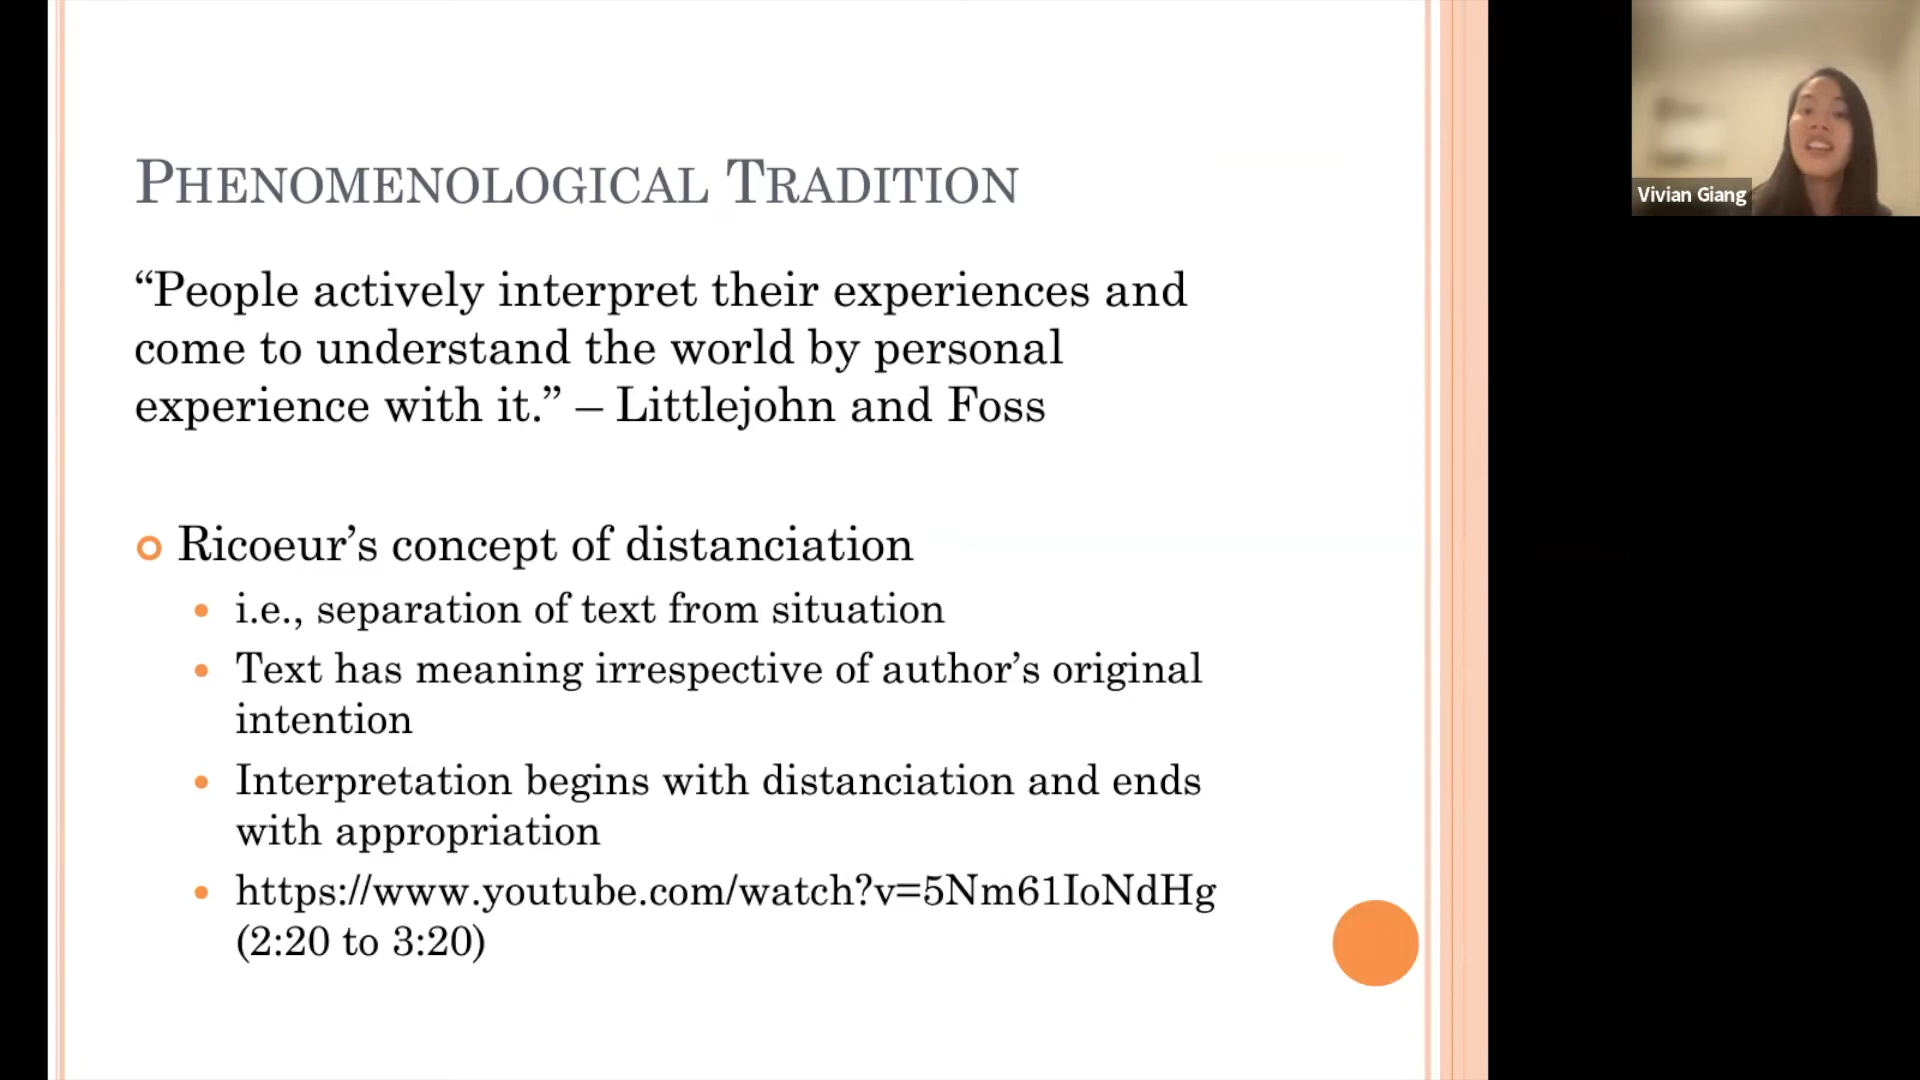 PHENOMENOLOGICAL TRADITION
“People actively interpret their experiences and
come to understand the world by personal
experience with it.” – Littlejohn and Foss
Ricoeur’s concept of distanciation
i.e., separation of text from situation
Text has meaning irrespective of author’s original
intention
Interpretation begins with distanciation and ends
with appropriation
https://www.youtube.com/watch?v=5Nm61IoNdHg
(2:20 to 3:20)
Vivian Giang